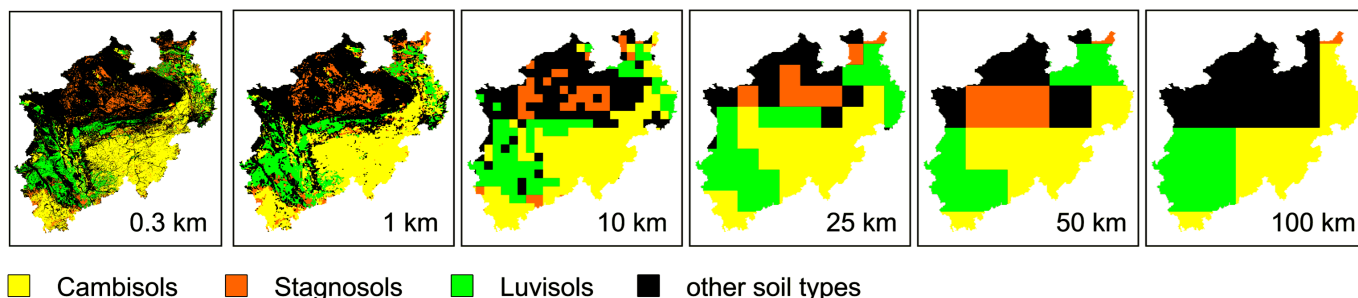 0.3 km
1 km
10 km
25 km
50 km
100 km
Cambisols
Stagnosols
Luvisols
other soil types